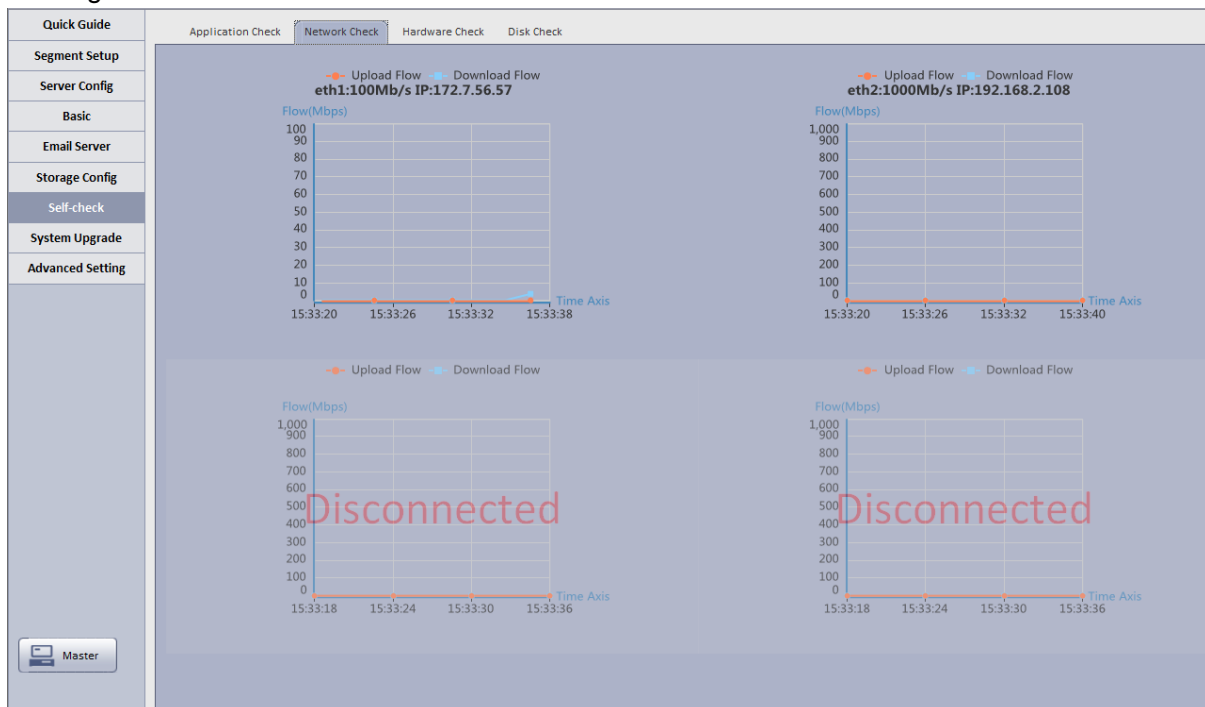 Quick Guide
Segment Setup
Server Config
Basic
Email Server
Storage Config
Self-check
System Upgrade
Advanced Setting
Master
Application Check Network Check Hardware Check Disk Check
Upload Flow Download Flow
eth1:100Mb/s IP:172.7.56.57
Flow(Mbps)
100
90
80
70
60
50
40
30
20
10
0
Time Axis
15:33:20 15:33:26 15:33:32 15:33:38
Upload Flow Download Flow
eth2:1000Mb/s IP:192.168.2.108
Flow(Mbps)
1,000
900
800
700
600
500
400
300
200
100
0
Time Axis
15:33:20 15:33:26 15:33:32 15:33:40
Upload Flow Download Flow
Flow(Mbps)
1,000
900
800
700
600
500
400
300
200
100
0
Disconnected
Time Axis
15:33:18 15:33:24 15:33:30 15:33:36
Upload Flow Download Flow
Flow(Mbps)
1,000
900
800
700
600
500
400
300
200
100
0
Disconnected
Time Axis
15:33:18 15:33:24 15:33:30 15:33:36